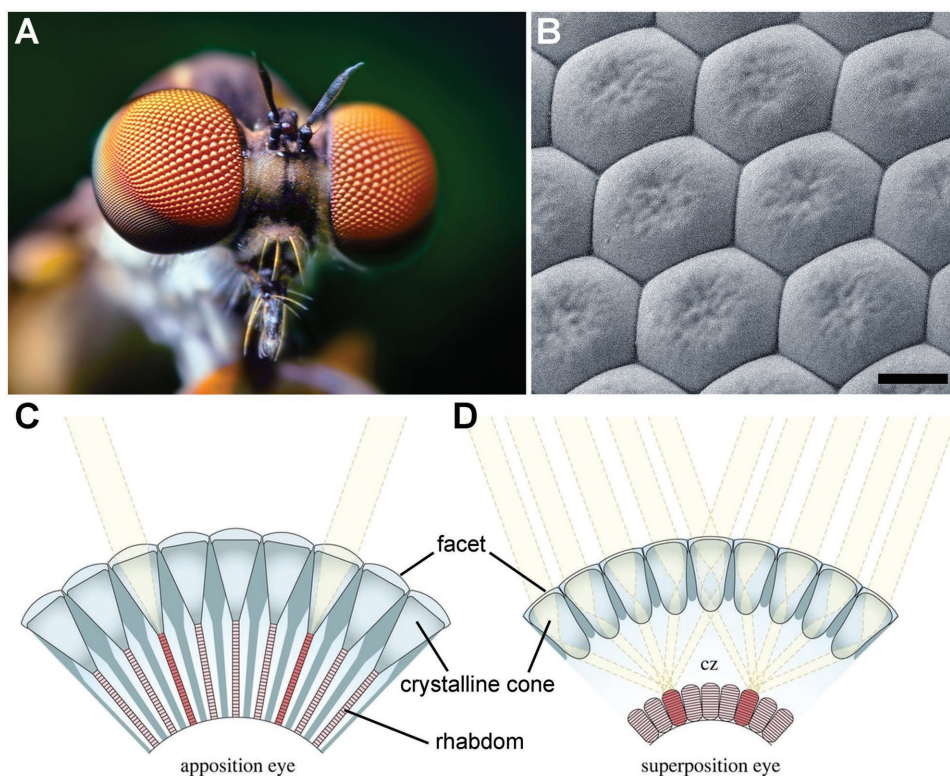 A
B
C
D
facet
cz
crystalline cone
rhabdom
apposition eye
superposition eye